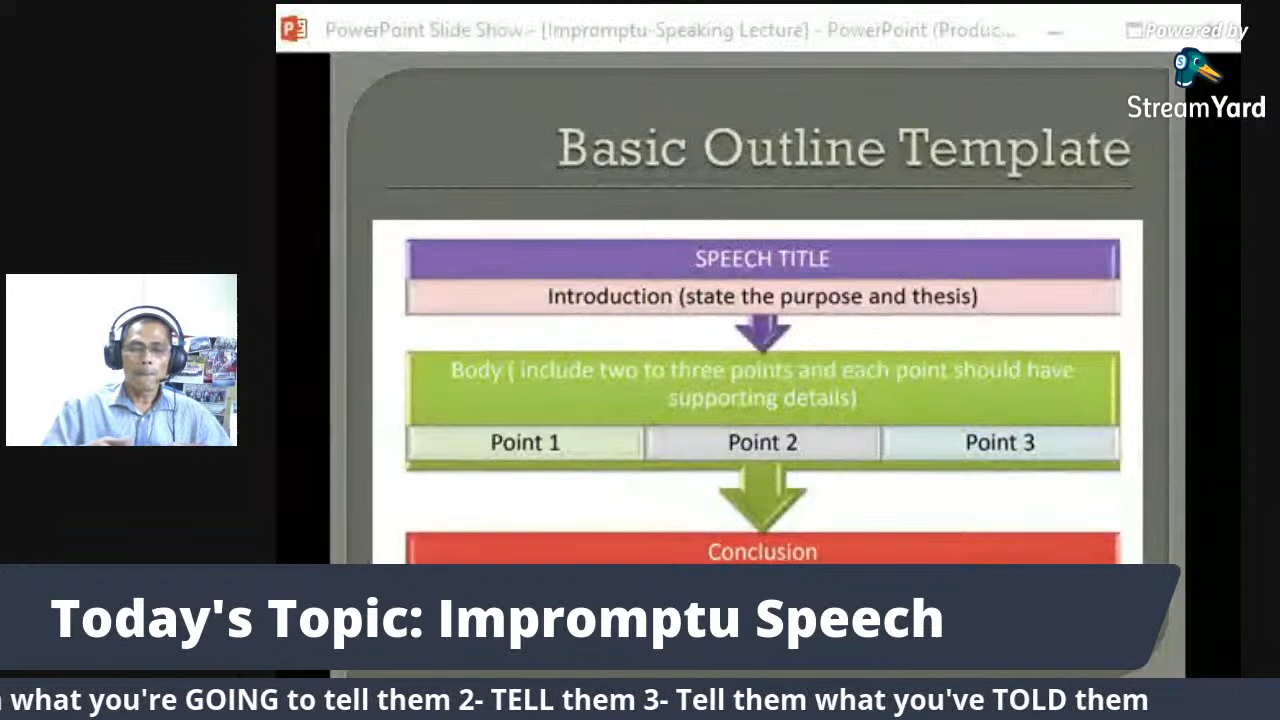 PowerPoint Slide Show - [Impromptu-Speaking Lecture] - PowerPoint (Produc...
Powered by
StreamYard
Basic Outline Template
SPEECH TITLE
Introduction (state the purpose and thesis)
Body ( include two to three points and each point should have
supporting details)
Point 1
Point 2
Point 3
Conclusion
Today's Topic: Impromptu Speech
what you're GOING to tell them 2- TELL them 3- Tell them what you've TOLD them